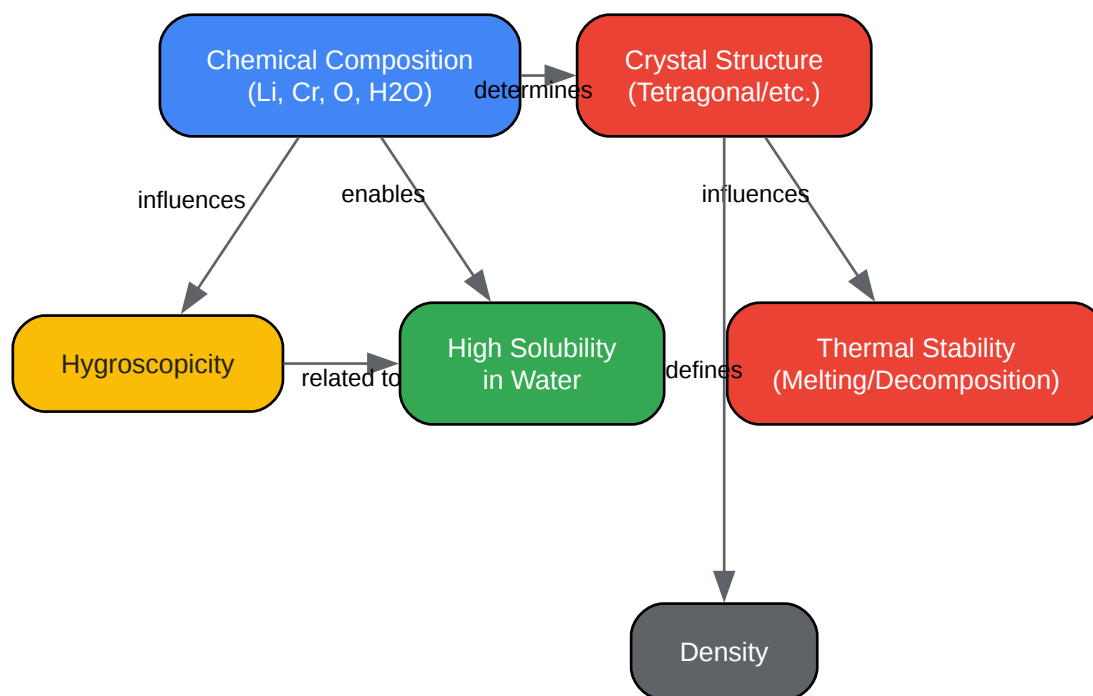 Chemical Composition
(Li, Cr, O, H2O)
determines
Crystal Structure
(Tetragonal/etc.)
influences
enables
influences
Hygroscopicity
related to
High Solubility
in Water
defines
Thermal Stability
(Melting/Decomposition)
Density